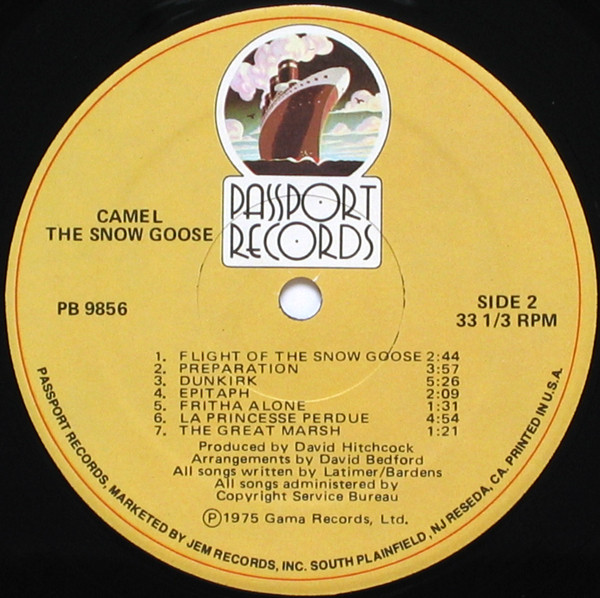 PASSPORT
RECORDS
CAMEL
THE SNOW GOOSE
PB 9856
SIDE 2
33 1/3 RPM
1. FLIGHT OF THE SNOW GOOSE 2:44
2. PREPARATION 3:57
3. DUNKIRK 5:26
4. EPITAPH 2:09
5. FRITHA ALONE 1:31
6. LA PRINCESSE PERDUE 4:54
7. THE GREAT MARSH 1:21
Produced by David Hitchcock
Arrangements by David Bedford
All songs written by Latimer/Bardens
All songs administered by
Copyright Service Bureau
Ⓟ1975 Gama Records, Ltd.
PASSPORT RECORDS, MARKETED BY JEM RECORDS, INC. SOUTH PLAINFIELD, NJ RESEDA, CA. PRINTED IN U.S.A.